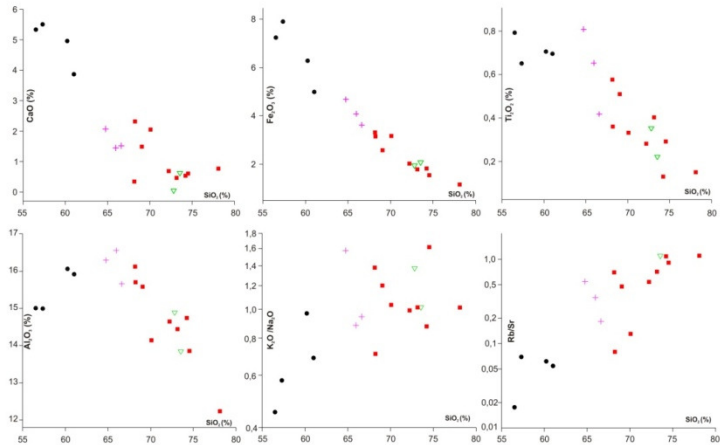 6
5
4
3
2
1
0
CaO (%)
SiO₂(%)
55 60 65 70 75 80
8
6
4
2
Fe₂O₃ (%)
SiO₂(%)
55 60 65 70 75 80
0,8
0,6
0,4
0,2
Ti₂O₃ (%)
SiO₂(%)
55 60 65 70 75 80
17
16
15
14
13
12
Al₂O₃ (%)
SiO₂(%)
55 60 65 70 75 80
1,8
1,6
1,4
1,2
1,0
0,8
0,6
0,4
K₂O /Na₂O
SiO₂(%)
55 60 65 70 75 80
1,0
0,5
0,2
0,1
0,05
0,02
0,01
Rb/Sr
SiO₂(%)
55 60 65 70 75 80